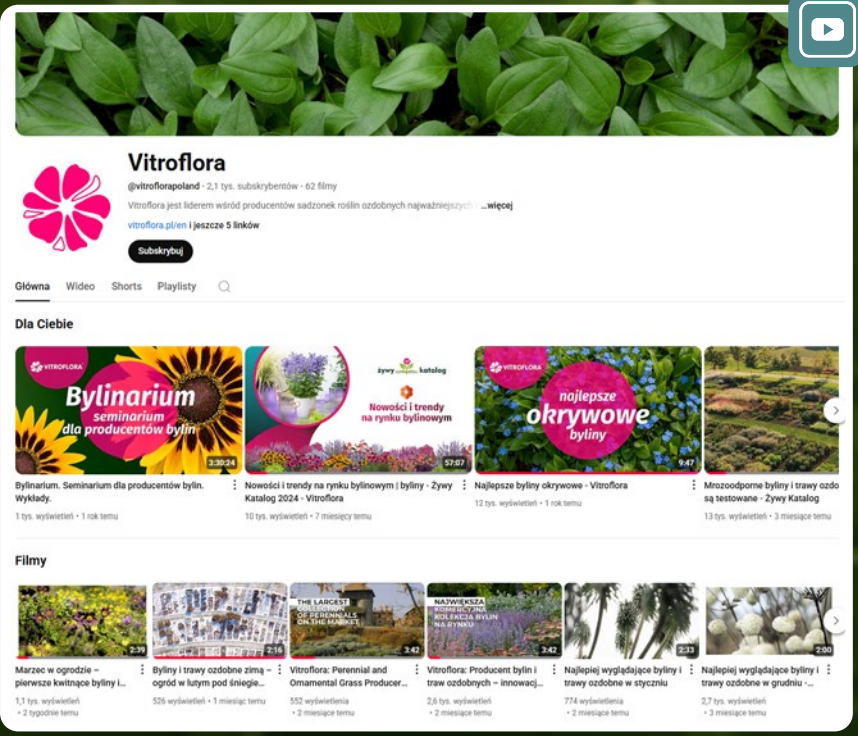 Vitroflora
@vitroflorapoland · 2,1 tys. subskrybentów · 62 filmy
Vitroflora jest liderem wśród producentów sadzonek roślin ozdobnych najważniejszych ...więcej
vitroflora.pl/en i jeszcze 5 linków
Subskrybuj
Główna Wideo Shorts Playlisty
Dla Ciebie
VITROFLORA
Bylinarium
seminarium
dla producentów bylin
3:30:24
żywy katalog
Nowości i trendy
na rynku bylinowym
57:07
VITROFLORA
najlepsze
okrywowe
byliny
9:47
Bylinarium. Seminarium dla producentów bylin.
Wykłady.
1 tys. wyświetleń • 1 rok temu
Nowości i trendy na rynku bylinowym | byliny - Żywy
Katalog 2024 - Vitroflora
10 tys. wyświetleń • 7 miesięcy temu
Najlepsze byliny okrywowe - Vitroflora
12 tys. wyświetleń • 1 rok temu
Mrozoodporne byliny i trawy ozdo
są testowane - Żywy Katalog
13 tys. wyświetleń • 3 miesiące temu
Filmy
2:39
2:16
THE LARGEST
COLLECTION
OF PERENNIALS
ON THE MARKET
3:42
NAJWIĘKSZA
KOMERCYJNA
KOLEKCJA BYLIN
NA RYNKU
3:42
2:33
2:00
Marzec w ogrodzie –
pierwsze kwitnące byliny i...
1,1 tys. wyświetleń
• 2 tygodnie temu
Byliny i trawy ozdobne zimą –
ogród w lutym pod śniegie...
526 wyświetleń • 1 miesiąc temu
Vitroflora: Perennial and
Ornamental Grass Producer...
552 wyświetlenia
• 2 miesiące temu
Vitroflora: Producent bylin i
traw ozdobnych – innowacj...
2,6 tys. wyświetleń
• 2 miesiące temu
Najlepiej wyglądające byliny i
trawy ozdobne w styczniu
774 wyświetlenia
• 2 miesiące temu
Najlepiej wyglądające byliny i
trawy ozdobne w grudniu -...
2,7 tys. wyświetleń
• 3 miesiące temu